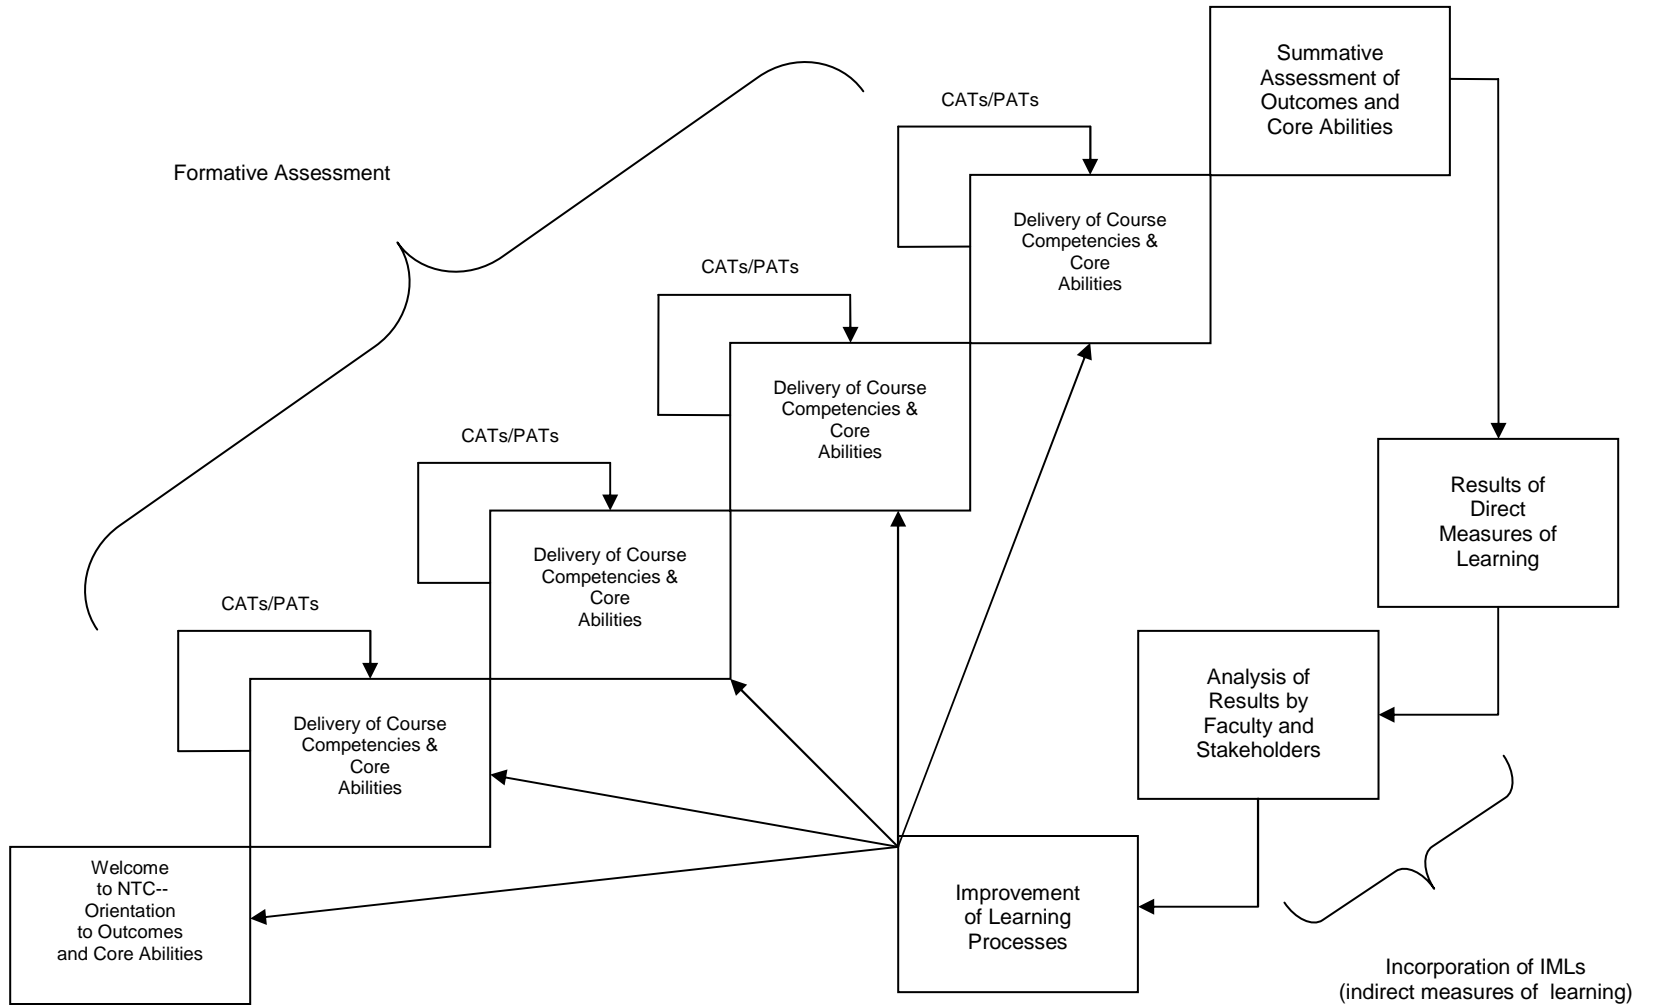 Summative
Assessment of
Outcomes and
Core Abilities
CATs/PATs
Formative Assessment
Delivery of Course
Competencies &
Core
Abilities
CATs/PATs
Delivery of Course
Competencies &
Core
Abilities
CATs/PATs
Results of
Direct
Measures of
Learning
Delivery of Course
Competencies &
Core
Abilities
CATs/PATs
Analysis of
Results by
Faculty and
Stakeholders
Delivery of Course
Competencies &
Core
Abilities
Welcome
to NTC--
Orientation
to Outcomes
and Core Abilities
Improvement
of Learning
Processes
Incorporation of IMLs
(indirect measures of learning)